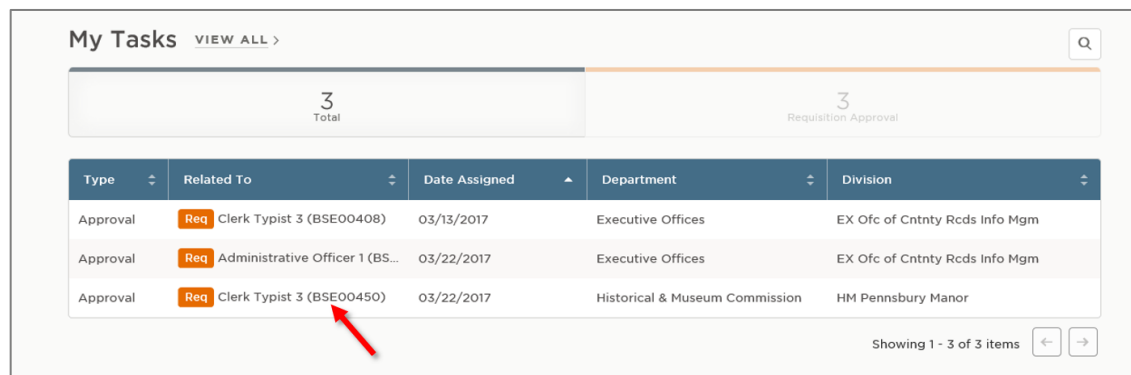 My Tasks VIEW ALL >
3
Total
3
Requisition Approval
Type Related To Date Assigned Department Division
Approval Req Clerk Typist 3 (BSE00408) 03/13/2017 Executive Offices EX Ofc of Cntnty Rcds Info Mgm
Approval Req Administrative Officer 1 (BS... 03/22/2017 Executive Offices EX Ofc of Cntnty Rcds Info Mgm
Approval Req Clerk Typist 3 (BSE00450) 03/22/2017 Historical & Museum Commission HM Pennsbury Manor
Showing 1 - 3 of 3 items ← →